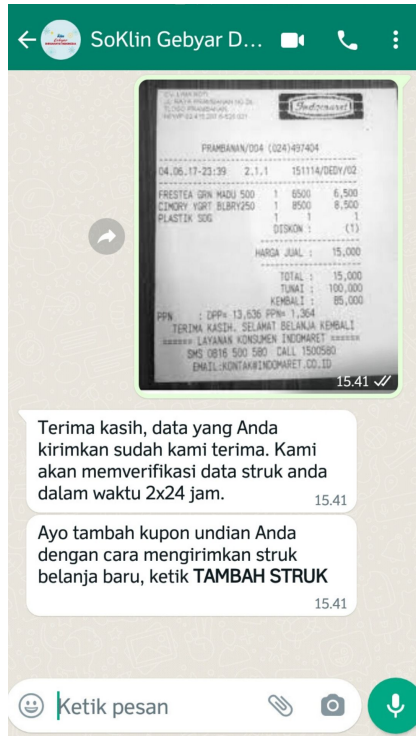 SoKlin Gebyar D...
Indomaret
PRAMBANAN/004 (024)497404
04.06.17-23:39 2.1.1 151114/DEDY/02
FRESTEA GRN MADU 500 1 6500 6,500
CIMORY YGRT BLBRY250 1 8500 8,500
PLASTIK SDG 1 1 1
DISKON : (1)
HARGA JUAL : 15,000
TOTAL : 15,000
TUNAI : 100,000
KEMBALI : 85,000
PPN : DPP= 13,636 PPN= 1,364
TERIMA KASIH. SELAMAT BELANJA KEMBALI
====== LAYANAN KONSUMEN INDOMARET ======
SMS 0816 500 580 CALL 1500580
EMAIL:KONTAK@INDOMARET.CO.ID
15.41
Terima kasih, data yang Anda
kirimkan sudah kami terima. Kami
akan memverifikasi data struk anda
dalam waktu 2x24 jam.
15.41
Ayo tambah kupon undian Anda
dengan cara mengirimkan struk
belanja baru, ketik TAMBAH STRUK
15.41
Ketik pesan